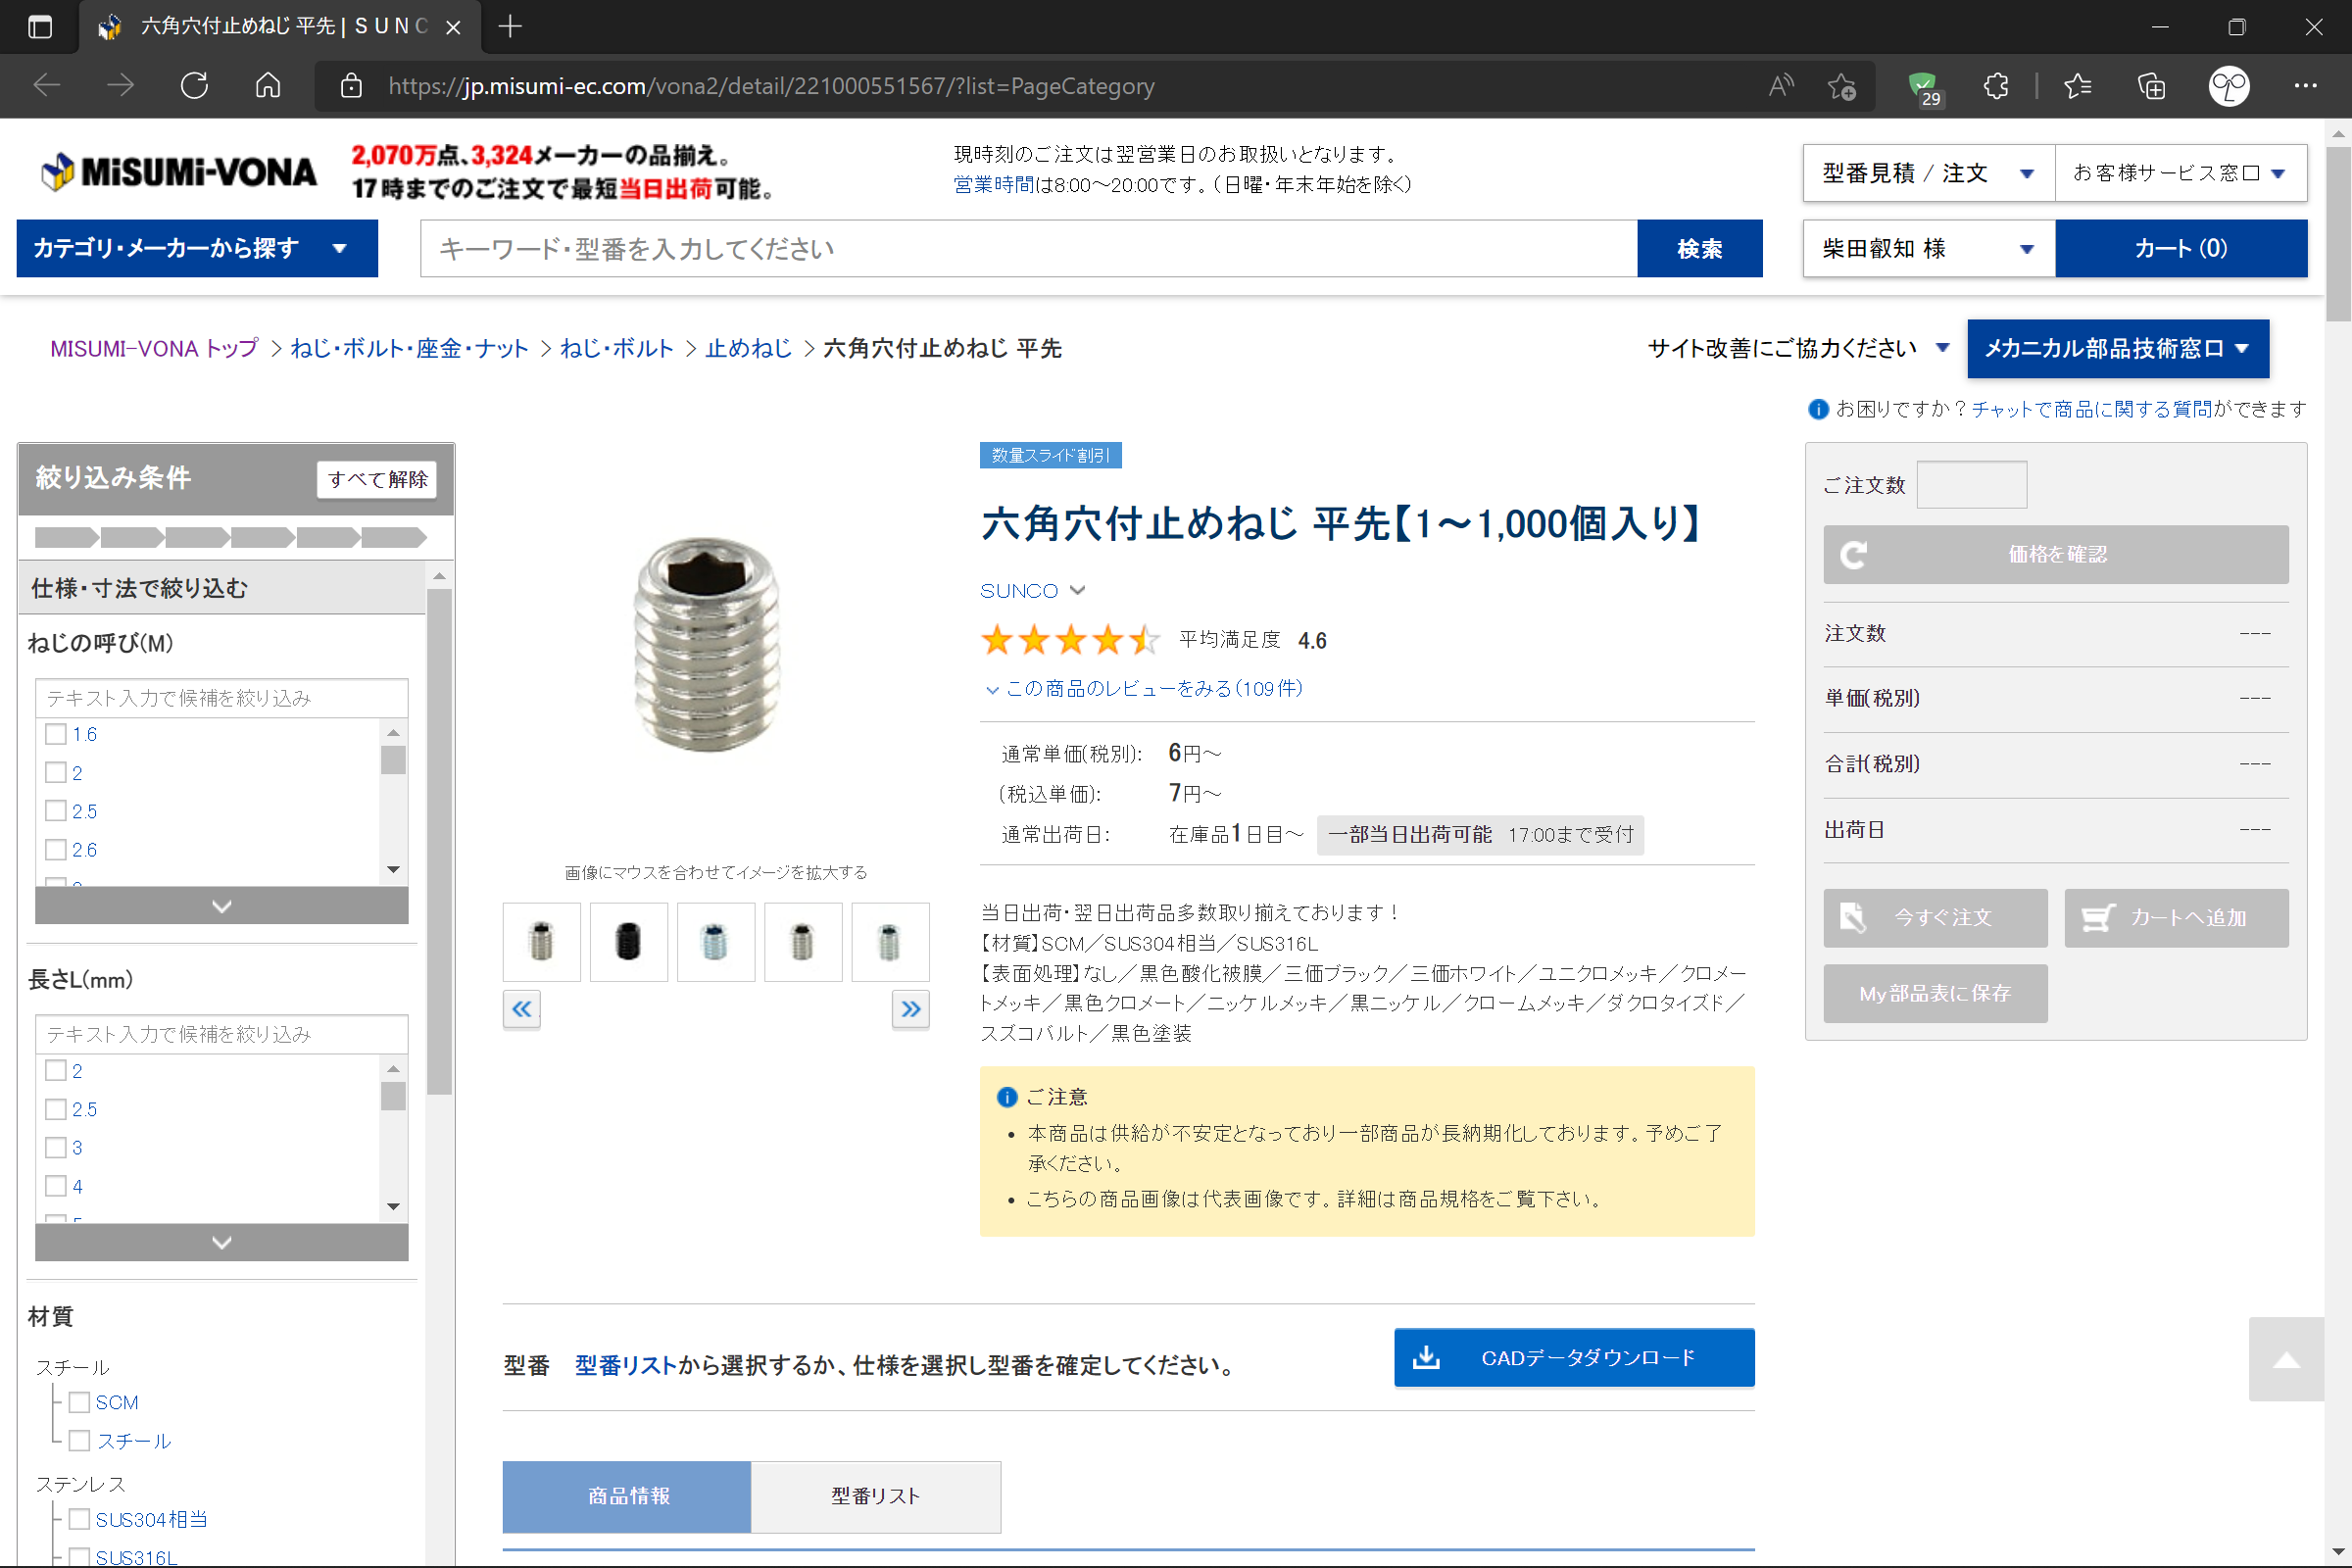 六角穴付止めねじ 平先 | ＳＵＮＣ
https://jp.misumi-ec.com/vona2/detail/221000551567/?list=PageCategory
29
MiSUMi-VONA
2,070万点、3,324メーカーの品揃え。
17時までのご注文で最短当日出荷可能。
現時刻のご注文は翌営業日のお取扱いとなります。
営業時間は8:00～20:00です。（日曜・年末年始を除く）
型番見積 / 注文
お客様サービス窓口
カテゴリ・メーカーから探す
キーワード・型番を入力してください
検索
柴田叡知 様
カート (0)
MISUMI-VONA トップ > ねじ・ボルト・座金・ナット > ねじ・ボルト > 止めねじ > 六角穴付止めねじ 平先
サイト改善にご協力ください
メカニカル部品技術窓口
お困りですか？チャットで商品に関する質問ができます
絞り込み条件
すべて解除
仕様・寸法で絞り込む
ねじの呼び(M)
テキスト入力で候補を絞り込み
1.6
2
2.5
2.6
長さL(mm)
テキスト入力で候補を絞り込み
2
2.5
3
4
材質
スチール
SCM
スチール
ステンレス
SUS304相当
SUS316L
画像にマウスを合わせてイメージを拡大する
数量スライド割引
六角穴付止めねじ 平先【1～1,000個入り】
SUNCO
平均満足度 4.6
この商品のレビューをみる（109件）
通常単価(税別)： 6円～
(税込単価)： 7円～
通常出荷日： 在庫品1日目～ 一部当日出荷可能 17:00まで受付
当日出荷・翌日出荷品多数取り揃えております！
【材質】SCM／SUS304相当／SUS316L
【表面処理】なし／黒色酸化被膜／三価ブラック／三価ホワイト／ユニクロメッキ／クロメー
トメッキ／黒色クロメート／ニッケルメッキ／黒ニッケル／クロームメッキ／ダクロタイズド／
スズコバルト／黒色塗装
ご注意
• 本商品は供給が不安定となっており一部商品が長納期化しております。予めご了
承ください。
• こちらの商品画像は代表画像です。詳細は商品規格をご覧下さい。
型番 型番リストから選択するか、仕様を選択し型番を確定してください。
CADデータダウンロード
商品情報
型番リスト
ご注文数
価格を確認
注文数 ---
単価(税別) ---
合計(税別) ---
出荷日 ---
今すぐ注文
カートへ追加
My部品表に保存